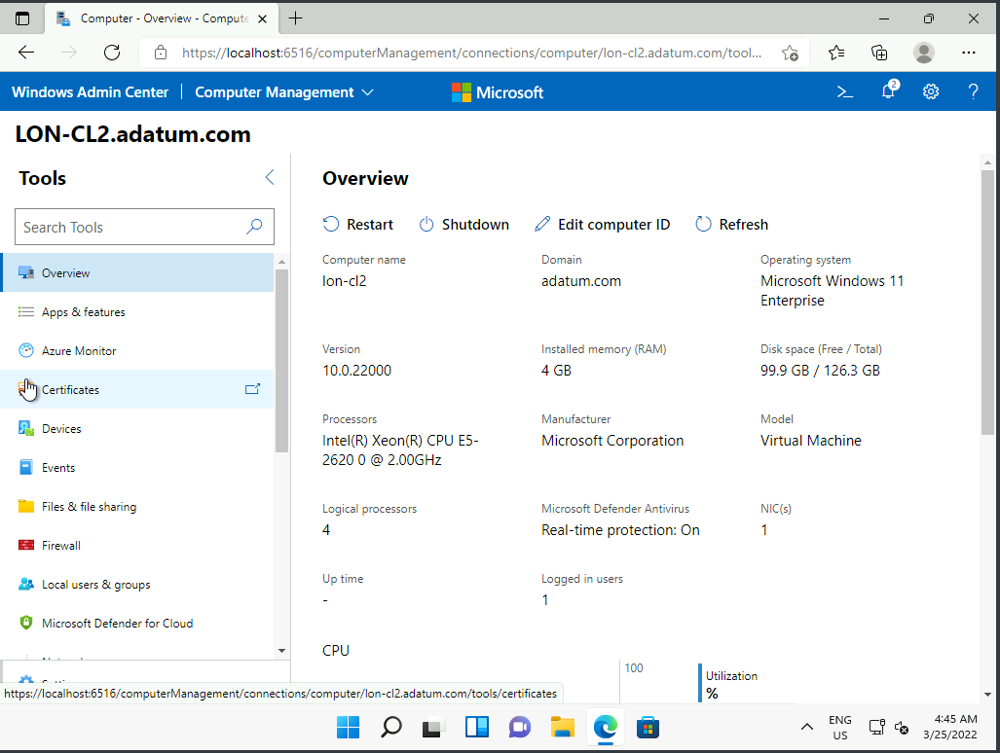 Computer - Overview - Compute
https://localhost:6516/computerManagement/connections/computer/lon-cl2.adatum.com/tool...
Windows Admin Center
Computer Management
Microsoft
2
?
LON-CL2.adatum.com
Tools
Search Tools
Overview
Apps & features
Azure Monitor
Certificates
Devices
Events
Files & file sharing
Firewall
Local users & groups
Microsoft Defender for Cloud
Overview
Restart
Shutdown
Edit computer ID
Refresh
Computer name
lon-cl2
Domain
adatum.com
Operating system
Microsoft Windows 11
Enterprise
Version
10.0.22000
Installed memory (RAM)
4 GB
Disk space (Free / Total)
99.9 GB / 126.3 GB
Processors
Intel(R) Xeon(R) CPU E5-
2620 0 @ 2.00GHz
Manufacturer
Microsoft Corporation
Model
Virtual Machine
Logical processors
4
Microsoft Defender Antivirus
Real-time protection: On
NIC(s)
1
Up time
-
Logged in users
1
CPU
100
Utilization
%
https://localhost:6516/computerManagement/connections/computer/lon-cl2.adatum.com/tools/certificates
ENG
US
4:45 AM
3/25/2022